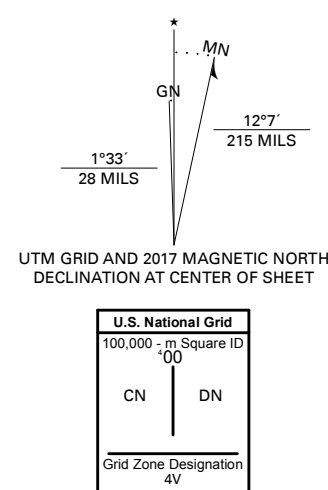 ★
MN
GN
12°7´
215 MILS
1°33´
28 MILS
UTM GRID AND 2017 MAGNETIC NORTH
DECLINATION AT CENTER OF SHEET
U.S. National Grid
100,000 - m Square ID
⁴00
CN DN
Grid Zone Designation
4V